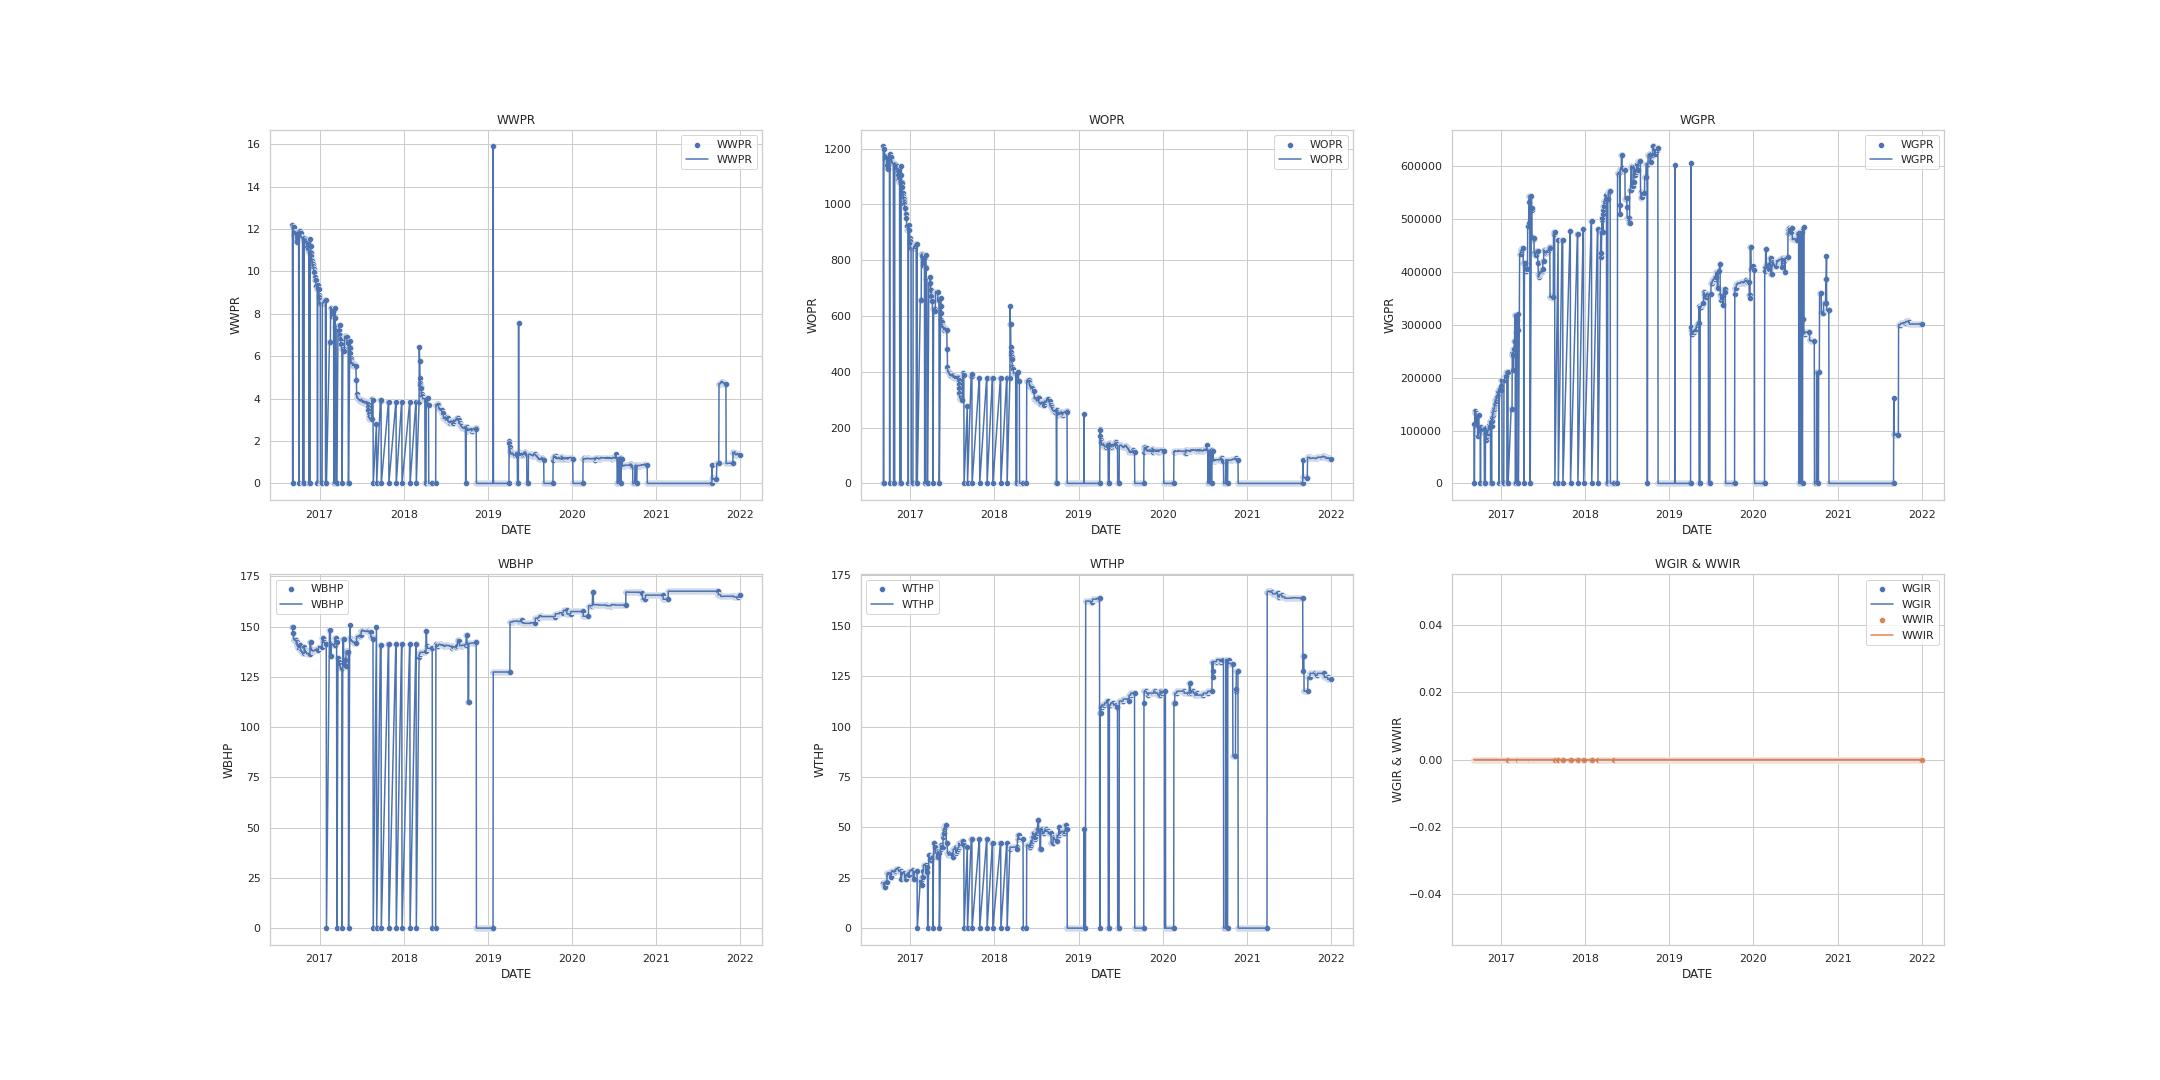 WWPR
WWPR
WWPR
16
14
12
10
8
6
4
2
0
WWPR
2017 2018 2019 2020 2021 2022
DATE
WOPR
WOPR
WOPR
1200
1000
800
600
400
200
0
WOPR
2017 2018 2019 2020 2021 2022
DATE
WGPR
WGPR
WGPR
600000
500000
400000
300000
200000
100000
0
WGPR
2017 2018 2019 2020 2021 2022
DATE
WBHP
WBHP
WBHP
175
150
125
100
75
50
25
0
WBHP
2017 2018 2019 2020 2021 2022
DATE
WTHP
WTHP
WTHP
175
150
125
100
75
50
25
0
WTHP
2017 2018 2019 2020 2021 2022
DATE
WGIR & WWIR
WGIR
WGIR
WWIR
WWIR
0.04
0.02
0.00
−0.02
−0.04
WGIR & WWIR
2017 2018 2019 2020 2021 2022
DATE